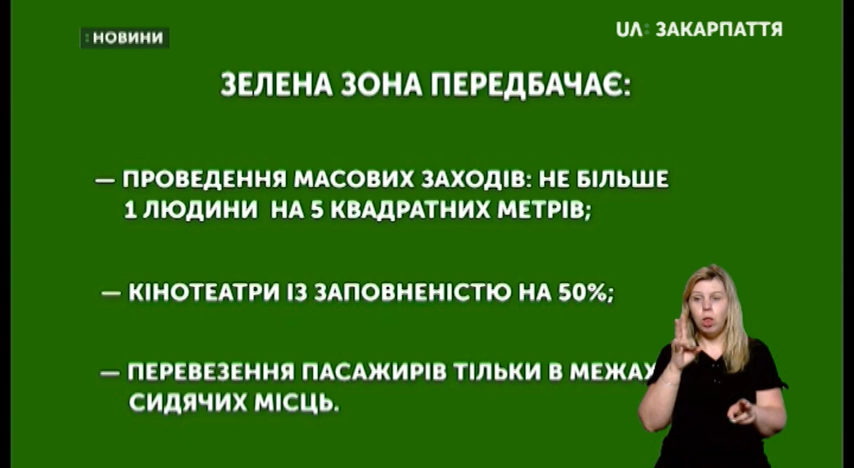 : НОВИНИ
UA: ЗАКАРПАТТЯ
ЗЕЛЕНА ЗОНА ПЕРЕДБАЧАЄ:
— ПРОВЕДЕННЯ МАСОВИХ ЗАХОДІВ: НЕ БІЛЬШЕ
1 ЛЮДИНИ НА 5 КВАДРАТНИХ МЕТРІВ;
— КІНОТЕАТРИ ІЗ ЗАПОВНЕНІСТЮ НА 50%;
— ПЕРЕВЕЗЕННЯ ПАСАЖИРІВ ТІЛЬКИ В МЕЖАХ
СИДЯЧИХ МІСЦЬ.